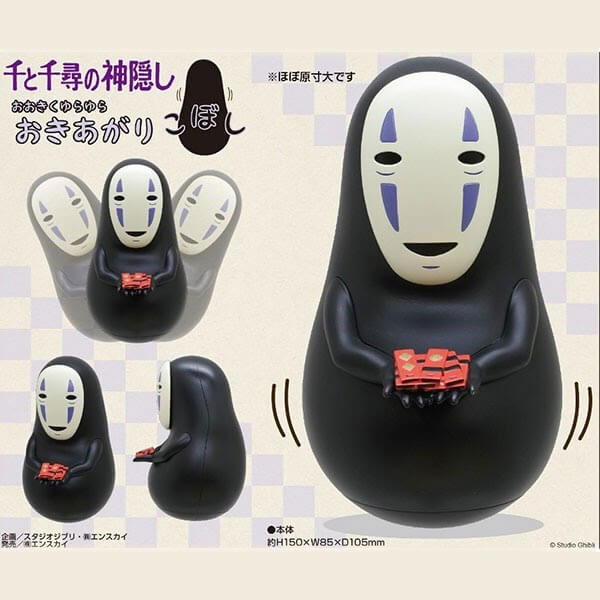 千と千尋の神隠し
おおきくゆらゆら
おきあがりこぼし
※ほぼ原寸大です
企画／スタジオジブリ・㈱エンスカイ
発売／㈱エンスカイ
●本体
約H150×W85×D105mm
© Studio Ghibli